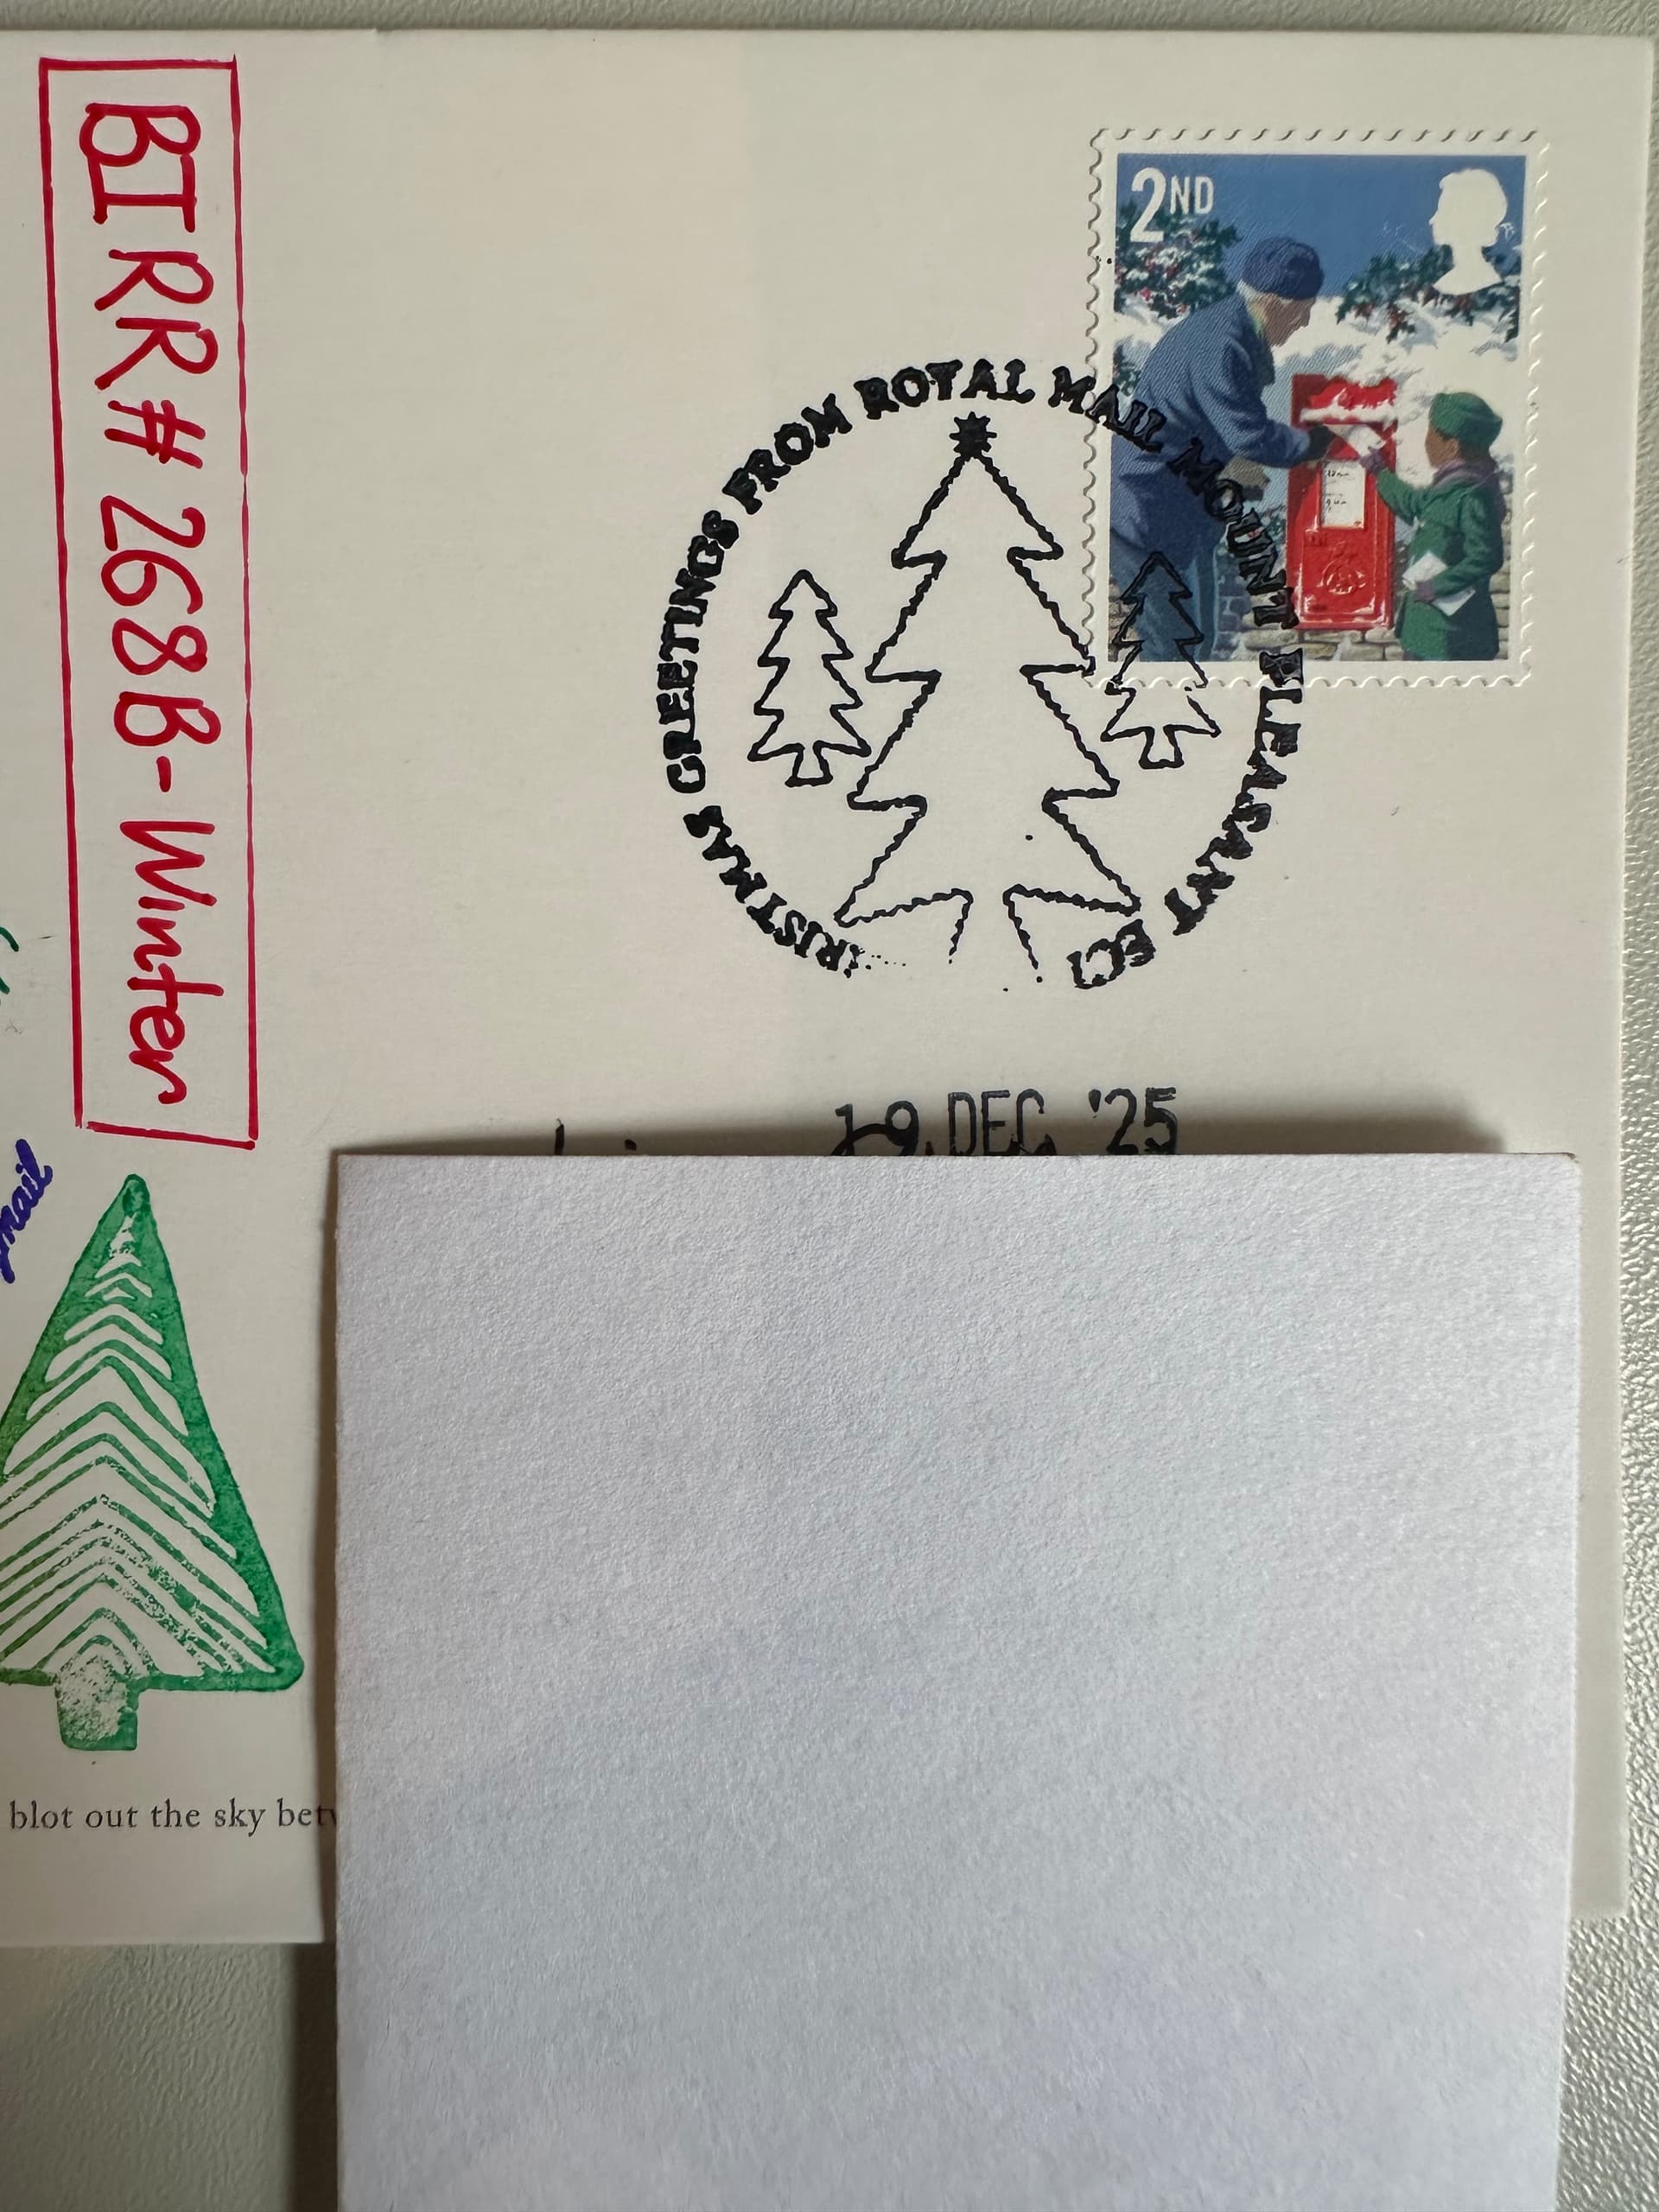 BIRR# 268B-Winter
2ND
CHRISTMAS GREETINGS FROM ROYAL MAIL MOUNT PLEASANT EC1
19 DEC '25
mail
blot out the sky